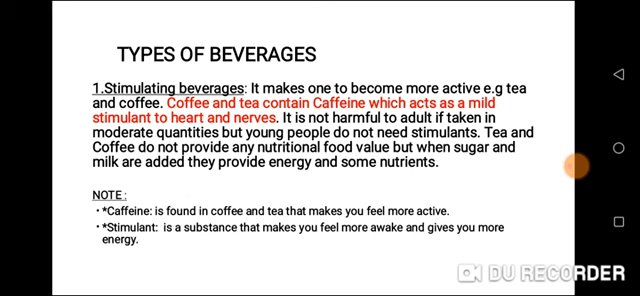 TYPES OF BEVERAGES
1.Stimulating beverages: It makes one to become more active e.g tea
and coffee. Coffee and tea contain Caffeine which acts as a mild
stimulant to heart and nerves. It is not harmful to adult if taken in
moderate quantities but young people do not need stimulants. Tea and
Coffee do not provide any nutritional food value but when sugar and
milk are added they provide energy and some nutrients.
NOTE :
• *Caffeine: is found in coffee and tea that makes you feel more active.
• *Stimulant: is a substance that makes you feel more awake and gives you more
energy.
DU RECORDER